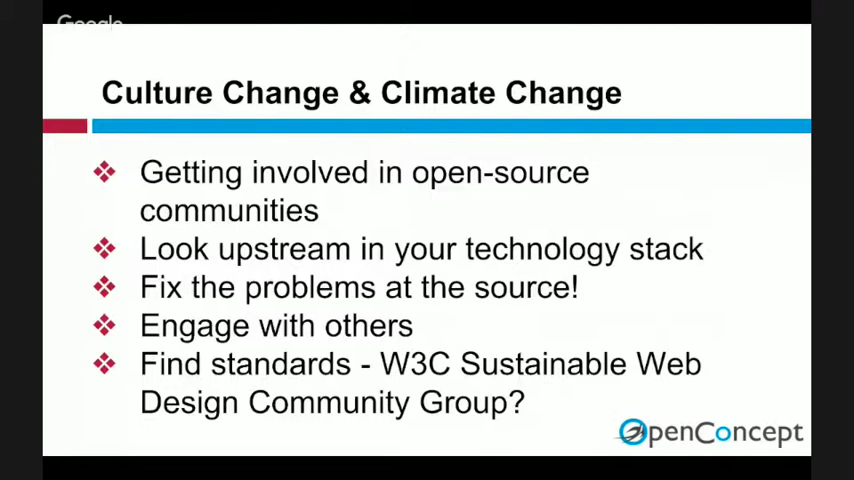 Google
Culture Change & Climate Change
❖ Getting involved in open-source
communities
❖ Look upstream in your technology stack
❖ Fix the problems at the source!
❖ Engage with others
❖ Find standards - W3C Sustainable Web
Design Community Group?
OpenConcept